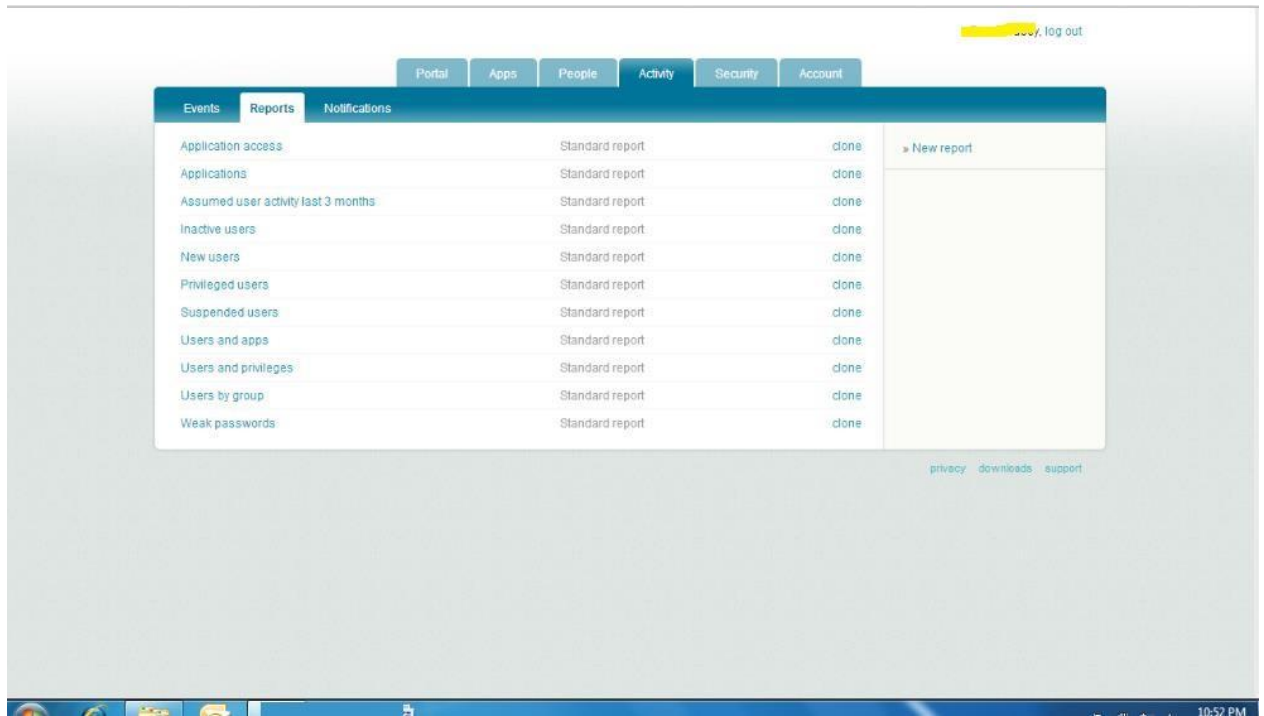 log out
Portal Apps People Activity Security Account
Events Reports Notifications
Application access Standard report clone
» New report
Applications Standard report clone
Assumed user activity last 3 months Standard report clone
Inactive users Standard report clone
New users Standard report clone
Privileged users Standard report clone
Suspended users Standard report clone
Users and apps Standard report clone
Users and privileges Standard report clone
Users by group Standard report clone
Weak passwords Standard report clone
privacy downloads support
10:52 PM